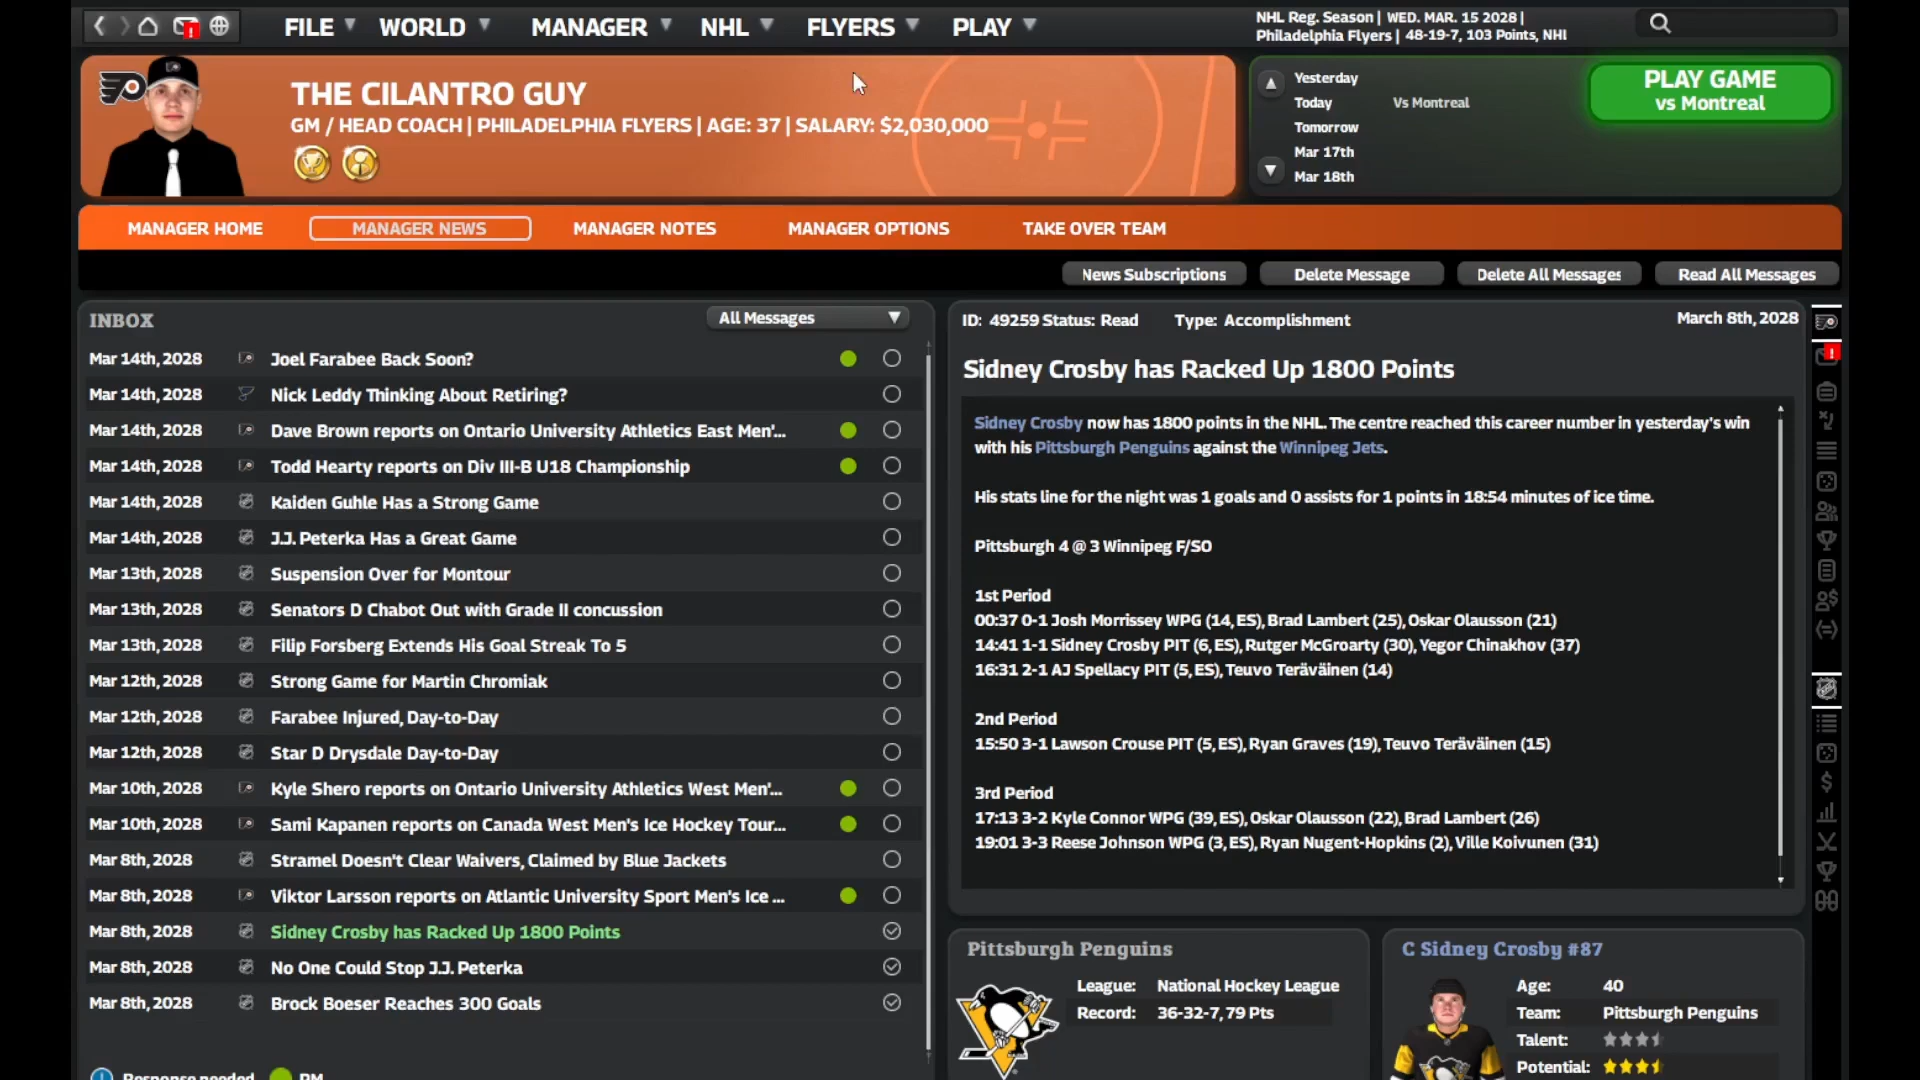 FILE
WORLD
MANAGER
NHL
FLYERS
PLAY
NHL Reg. Season | WED. MAR. 15 2028 |
Philadelphia Flyers | 48-19-7, 103 Points, NHL
THE CILANTRO GUY
GM / HEAD COACH | PHILADELPHIA FLYERS | AGE: 37 | SALARY: $2,030,000
Yesterday
Today Vs Montreal
Tomorrow
Mar 17th
Mar 18th
PLAY GAME
vs Montreal
MANAGER HOME
MANAGER NEWS
MANAGER NOTES
MANAGER OPTIONS
TAKE OVER TEAM
News Subscriptions
Delete Message
Delete All Messages
Read All Messages
INBOX
All Messages
Mar 14th, 2028 Joel Farabee Back Soon?
Mar 14th, 2028 Nick Leddy Thinking About Retiring?
Mar 14th, 2028 Dave Brown reports on Ontario University Athletics East Men'...
Mar 14th, 2028 Todd Hearty reports on Div III-B U18 Championship
Mar 14th, 2028 Kaiden Guhle Has a Strong Game
Mar 14th, 2028 J.J. Peterka Has a Great Game
Mar 13th, 2028 Suspension Over for Montour
Mar 13th, 2028 Senators D Chabot Out with Grade II concussion
Mar 13th, 2028 Filip Forsberg Extends His Goal Streak To 5
Mar 12th, 2028 Strong Game for Martin Chromiak
Mar 12th, 2028 Farabee Injured, Day-to-Day
Mar 12th, 2028 Star D Drysdale Day-to-Day
Mar 10th, 2028 Kyle Shero reports on Ontario University Athletics West Men'...
Mar 10th, 2028 Sami Kapanen reports on Canada West Men's Ice Hockey Tour...
Mar 8th, 2028 Stramel Doesn't Clear Waivers, Claimed by Blue Jackets
Mar 8th, 2028 Viktor Larsson reports on Atlantic University Sport Men's Ice ...
Mar 8th, 2028 Sidney Crosby has Racked Up 1800 Points
Mar 8th, 2028 No One Could Stop J.J. Peterka
Mar 8th, 2028 Brock Boeser Reaches 300 Goals
Response needed PM
ID: 49259 Status: Read Type: Accomplishment March 8th, 2028
Sidney Crosby has Racked Up 1800 Points
Sidney Crosby now has 1800 points in the NHL. The centre reached this career number in yesterday's win
with his Pittsburgh Penguins against the Winnipeg Jets.
His stats line for the night was 1 goals and 0 assists for 1 points in 18:54 minutes of ice time.
Pittsburgh 4 @ 3 Winnipeg F/SO
1st Period
00:37 0-1 Josh Morrissey WPG (14, ES), Brad Lambert (25), Oskar Olausson (21)
14:41 1-1 Sidney Crosby PIT (6, ES), Rutger McGroarty (30), Yegor Chinakhov (37)
16:31 2-1 AJ Spellacy PIT (5, ES), Teuvo Teräväinen (14)
2nd Period
15:50 3-1 Lawson Crouse PIT (5, ES), Ryan Graves (19), Teuvo Teräväinen (15)
3rd Period
17:13 3-2 Kyle Connor WPG (39, ES), Oskar Olausson (22), Brad Lambert (26)
19:01 3-3 Reese Johnson WPG (3, ES), Ryan Nugent-Hopkins (2), Ville Koivunen (31)
Pittsburgh Penguins
League: National Hockey League
Record: 36-32-7, 79 Pts
C Sidney Crosby #87
Age: 40
Team: Pittsburgh Penguins
Talent:
Potential: